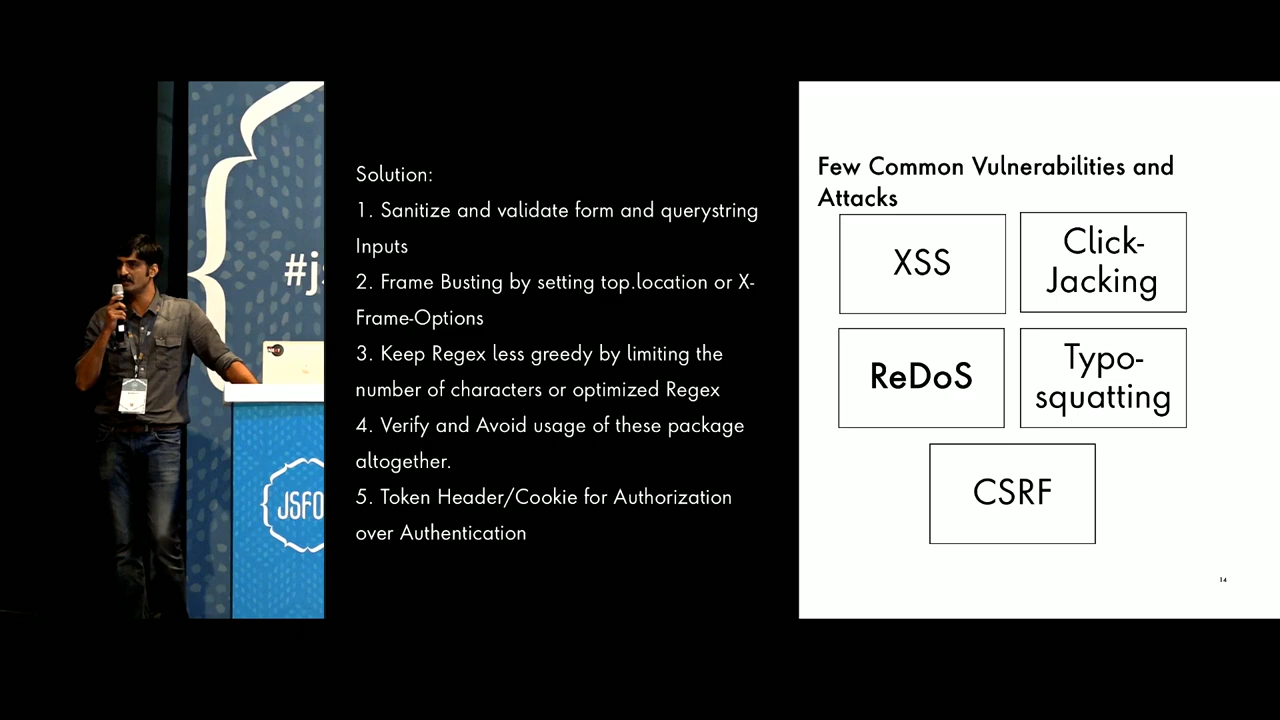 #js
JSFO
Solution:
1. Sanitize and validate form and querystring
Inputs
2. Frame Busting by setting top.location or X-
Frame-Options
3. Keep Regex less greedy by limiting the
number of characters or optimized Regex
4. Verify and Avoid usage of these package
altogether.
5. Token Header/Cookie for Authorization
over Authentication
Few Common Vulnerabilities and
Attacks
XSS
Click-
Jacking
ReDoS
Typo-
squatting
CSRF
14